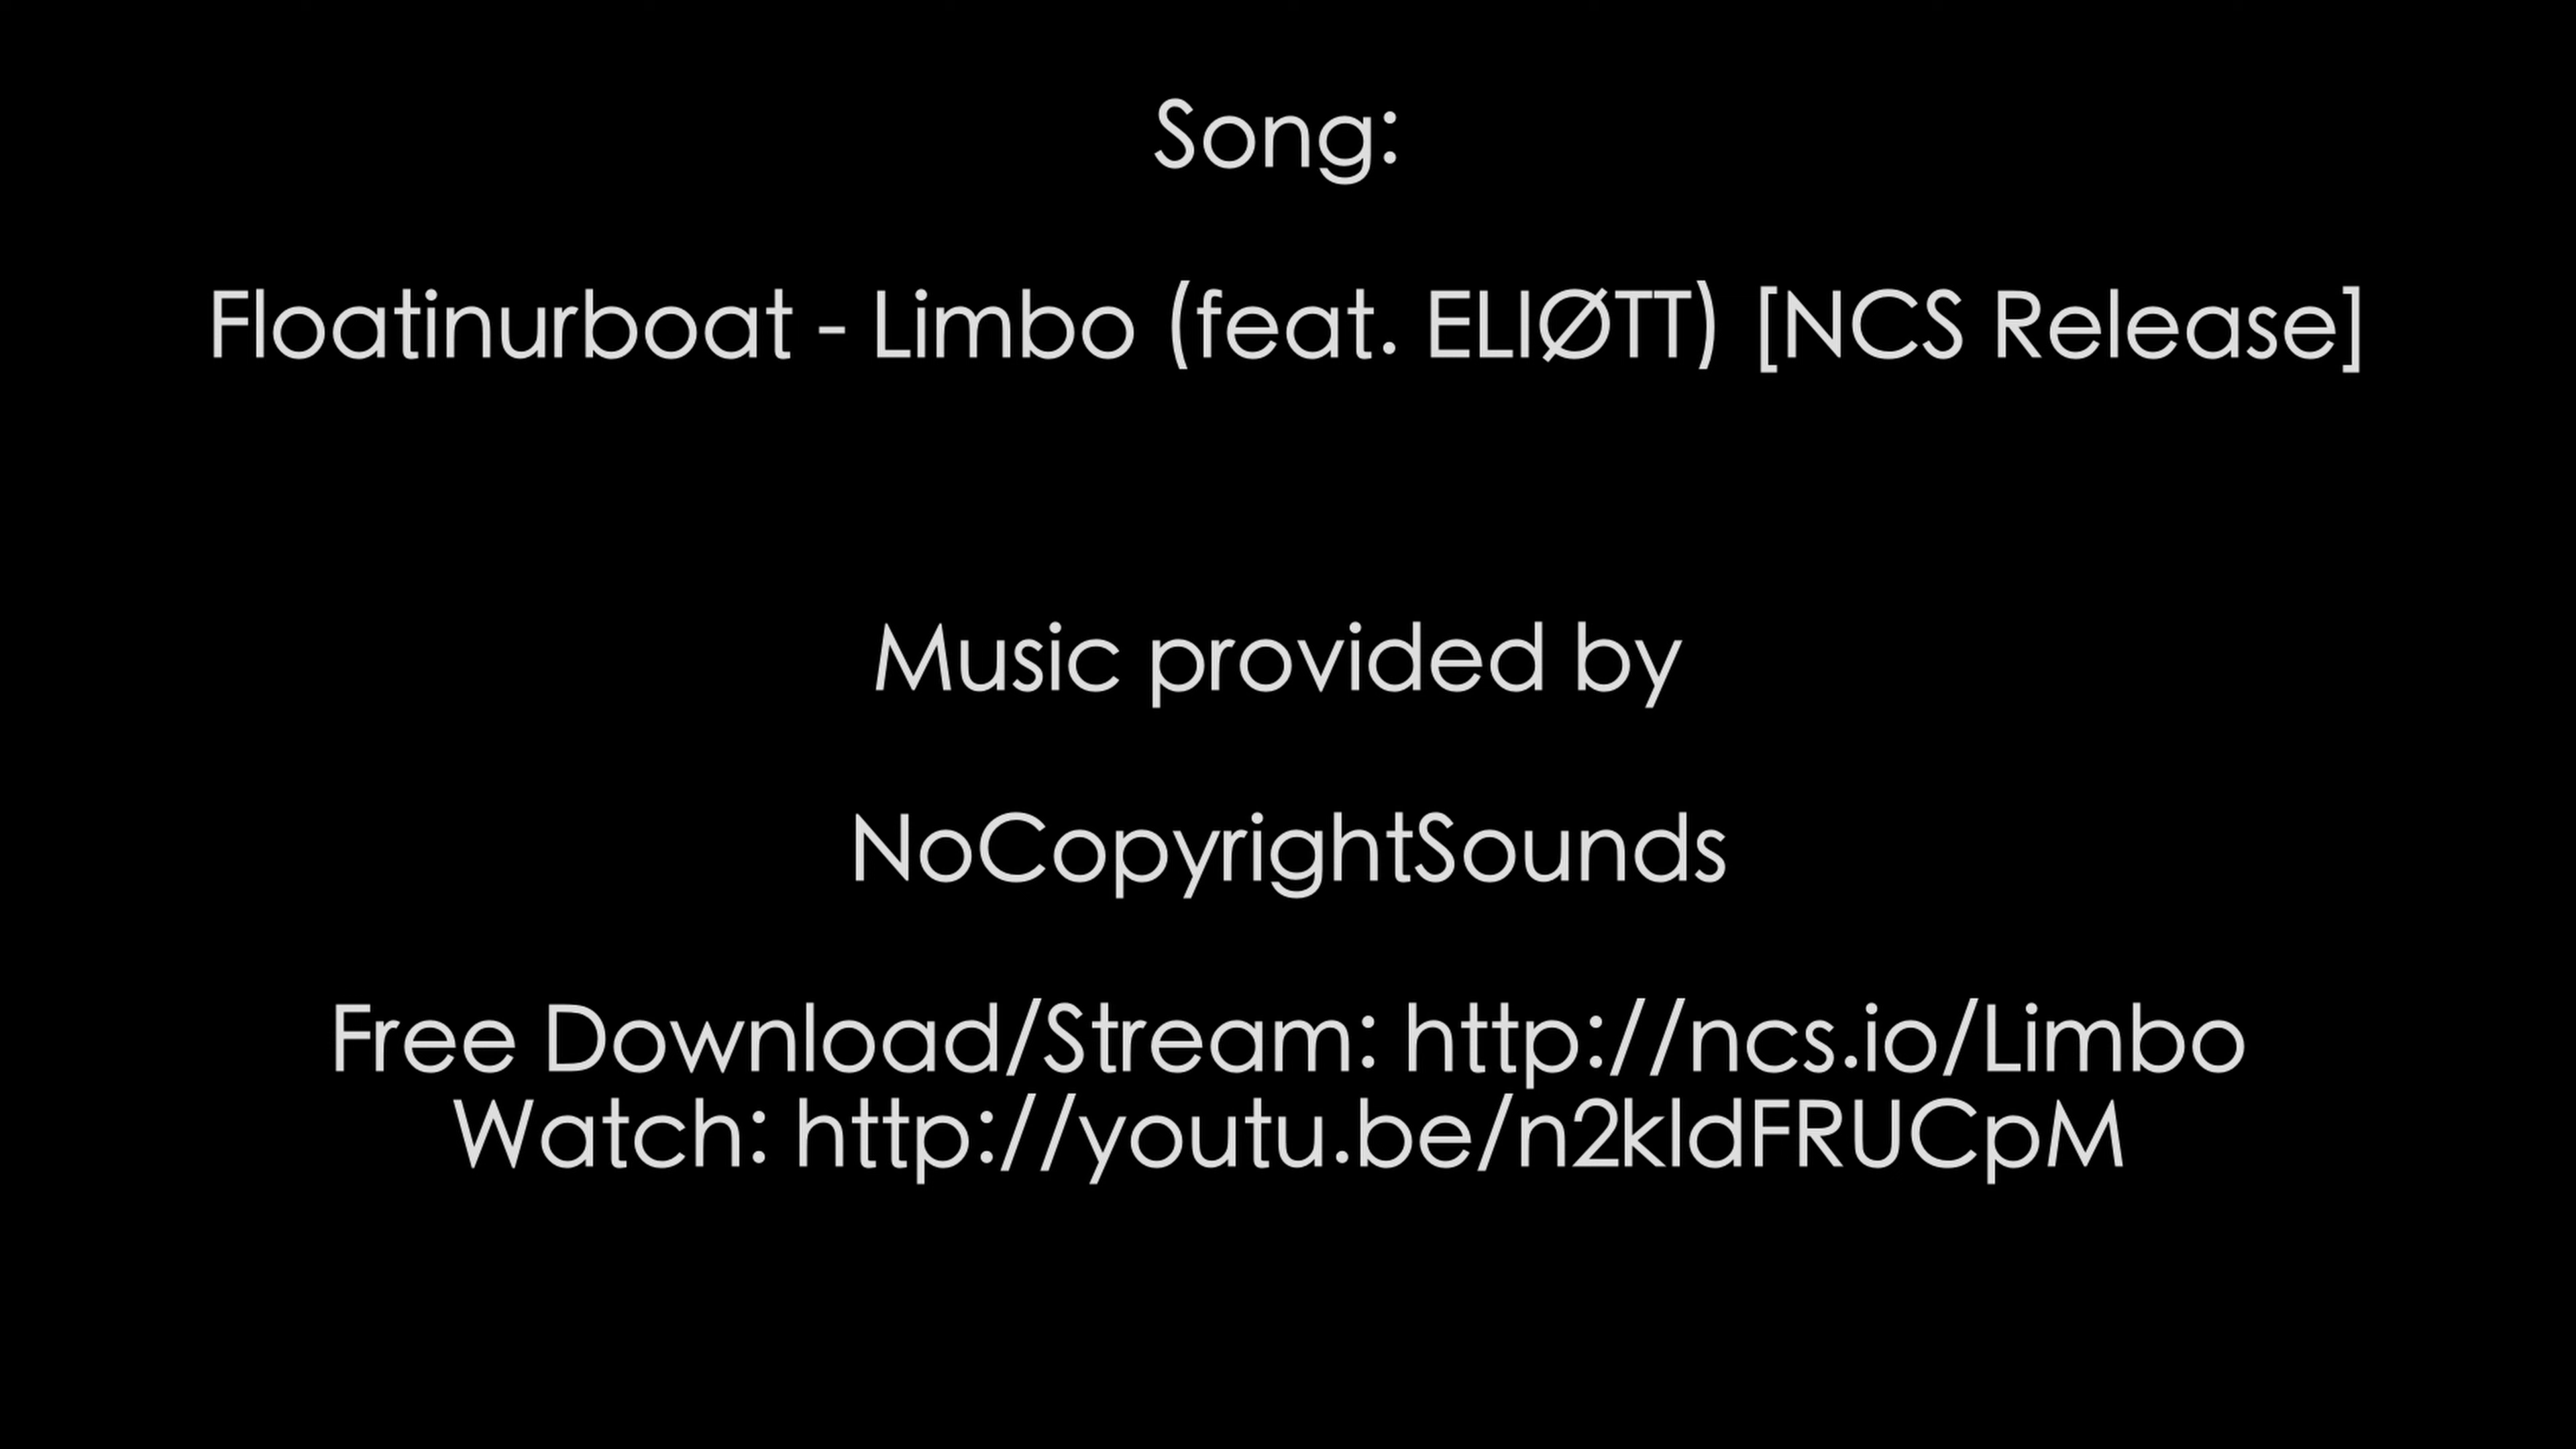 Song:
Floatinurboat - Limbo (feat. ELIØTT) [NCS Release]
Music provided by
NoCopyrightSounds
Free Download/Stream: http://ncs.io/Limbo
Watch: http://youtu.be/n2kIdFRUCpM